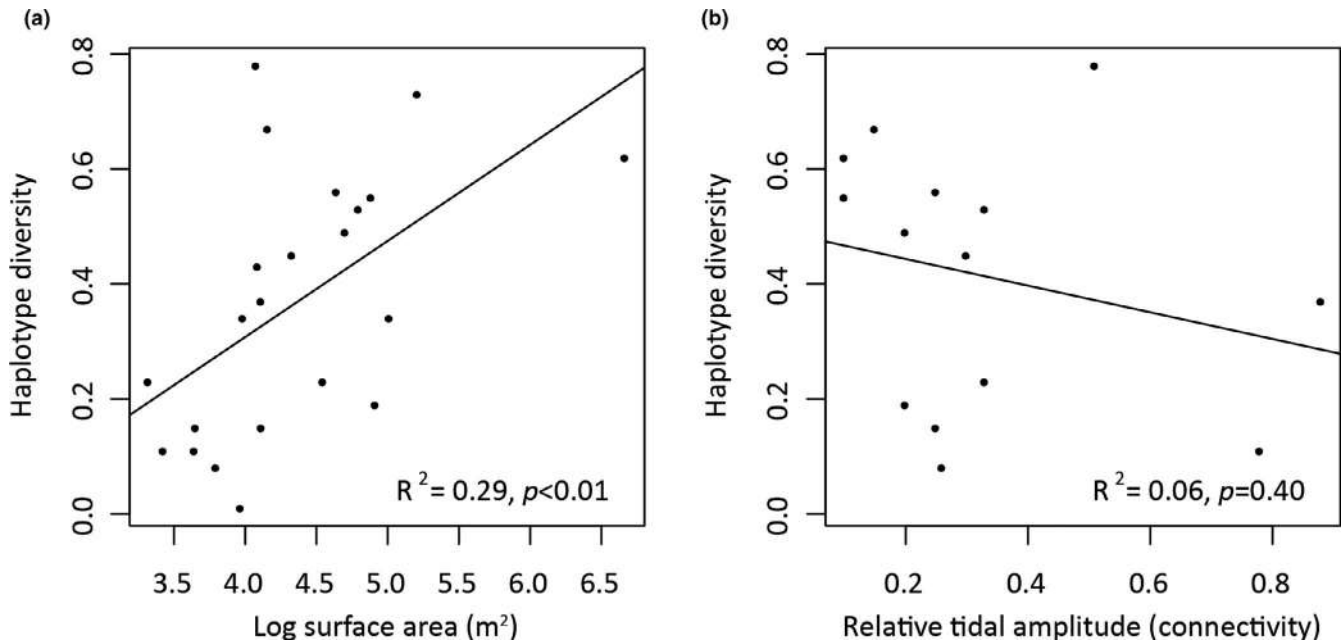 (a)
Haplotype diversity
0.8
0.6
0.4
0.2
0.0
R² = 0.29, p<0.01
3.5 4.0 4.5 5.0 5.5 6.0 6.5
Log surface area (m²)
(b)
Haplotype diversity
0.8
0.6
0.4
0.2
0.0
R² = 0.06, p=0.40
0.2 0.4 0.6 0.8
Relative tidal amplitude (connectivity)